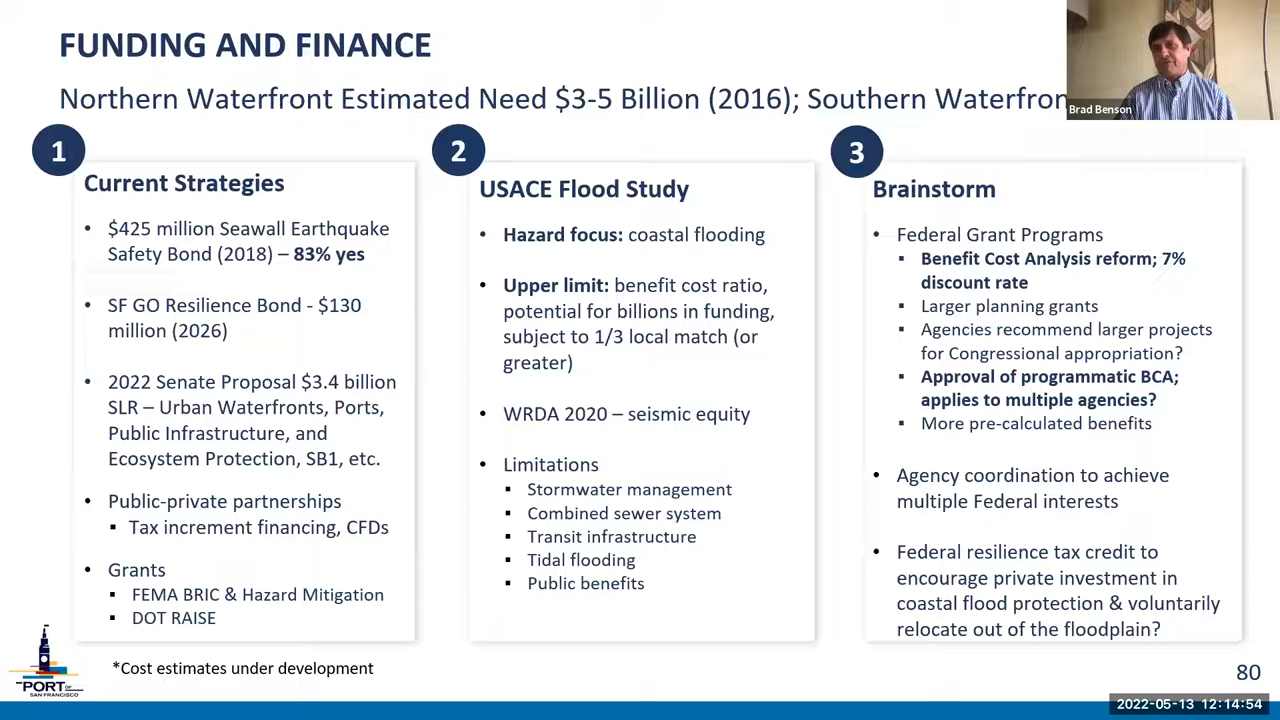 FUNDING AND FINANCE
Northern Waterfront Estimated Need $3-5 Billion (2016); Southern
Brad Benson
1
Current Strategies
• $425 million Seawall Earthquake
Safety Bond (2018) – 83% yes
• SF GO Resilience Bond - $130
million (2026)
• 2022 Senate Proposal $3.4 billion
SLR – Urban Waterfronts, Ports,
Public Infrastructure, and
Ecosystem Protection, SB1, etc.
• Public-private partnerships
▪ Tax increment financing, CFDs
• Grants
▪ FEMA BRIC & Hazard Mitigation
▪ DOT RAISE
2
USACE Flood Study
• Hazard focus: coastal flooding
• Upper limit: benefit cost ratio,
potential for billions in funding,
subject to 1/3 local match (or
greater)
• WRDA 2020 – seismic equity
• Limitations
▪ Stormwater management
▪ Combined sewer system
▪ Transit infrastructure
▪ Tidal flooding
▪ Public benefits
3
Brainstorm
• Federal Grant Programs
▪ Benefit Cost Analysis reform; 7%
discount rate
▪ Larger planning grants
▪ Agencies recommend larger projects
for Congressional appropriation?
▪ Approval of programmatic BCA;
applies to multiple agencies?
▪ More pre-calculated benefits
• Agency coordination to achieve
multiple Federal interests
• Federal resilience tax credit to
encourage private investment in
coastal flood protection & voluntarily
relocate out of the floodplain?
PORT OF
SAN FRANCISCO
*Cost estimates under development
80
2022-05-13 12:14:54